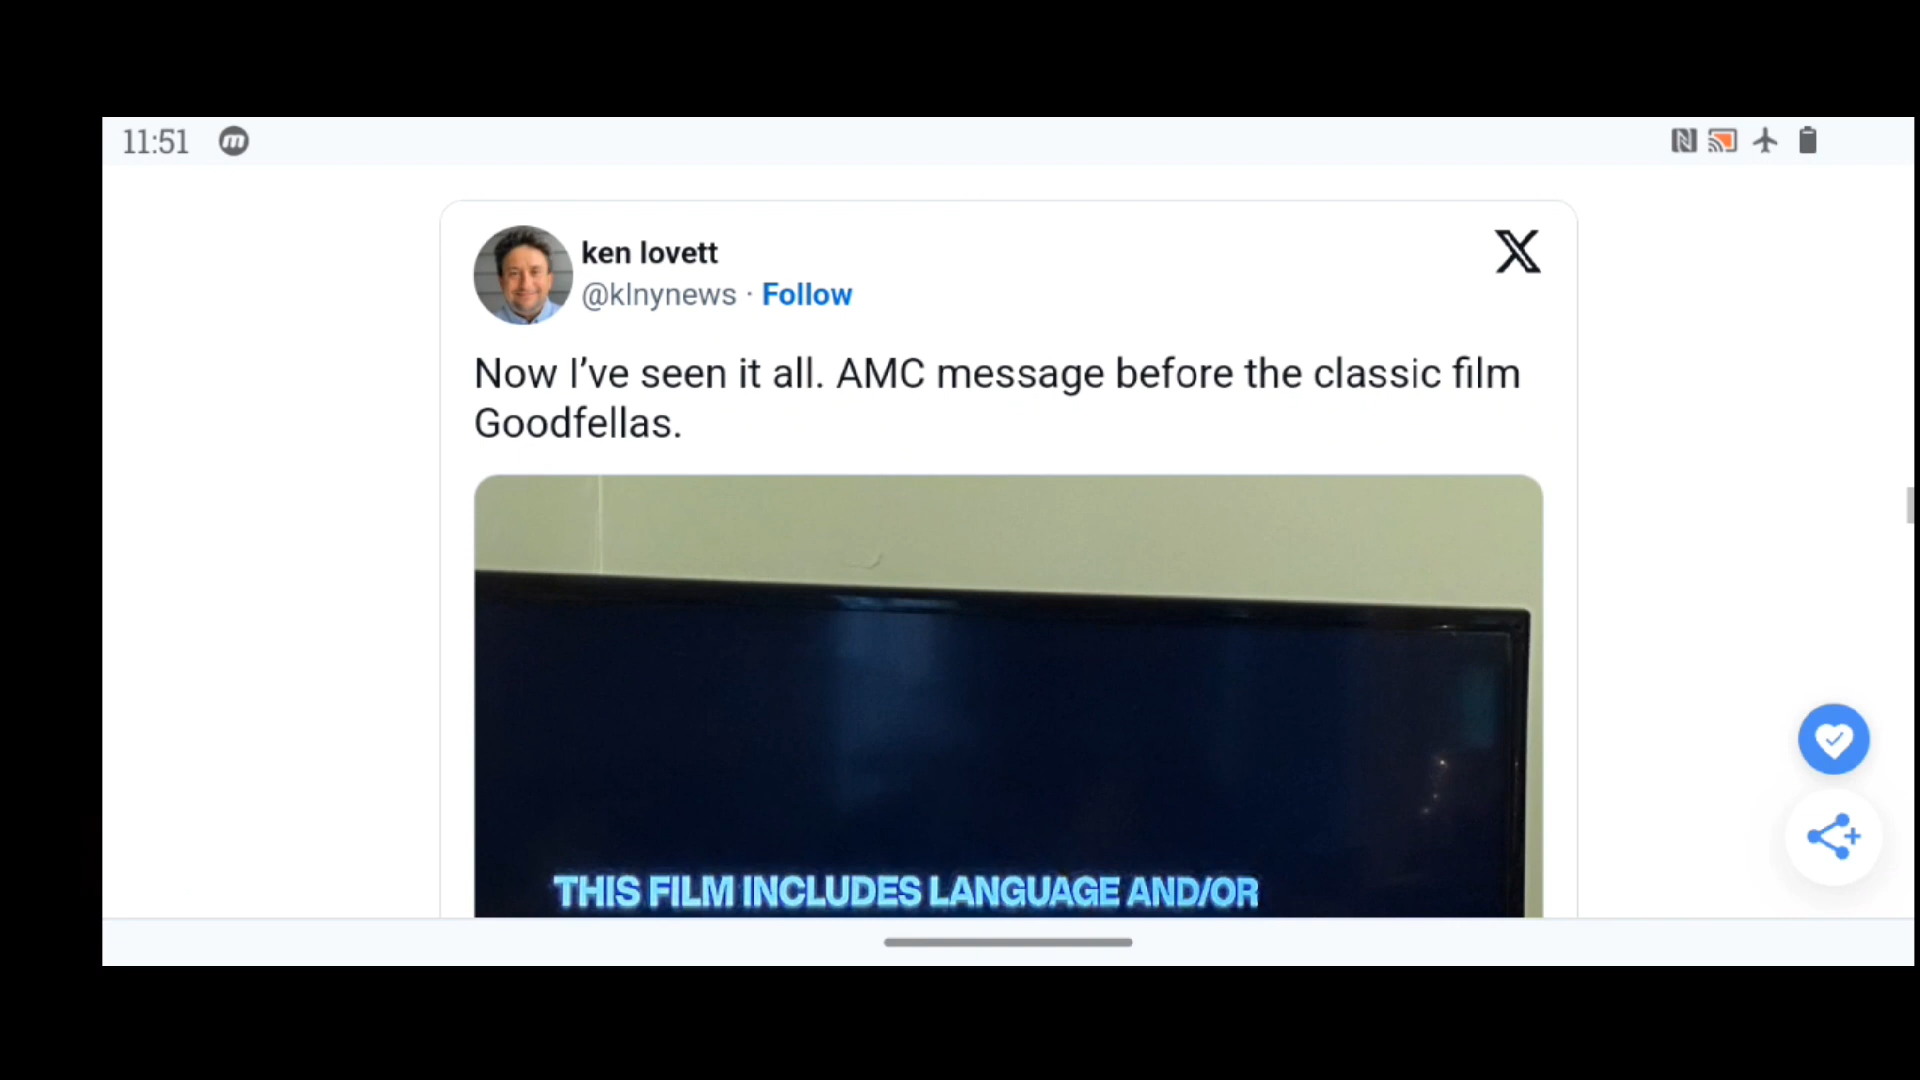 11:51
ken lovett
@klnynews · Follow
Now I’ve seen it all. AMC message before the classic film
Goodfellas.
THIS FILM INCLUDES LANGUAGE AND/OR